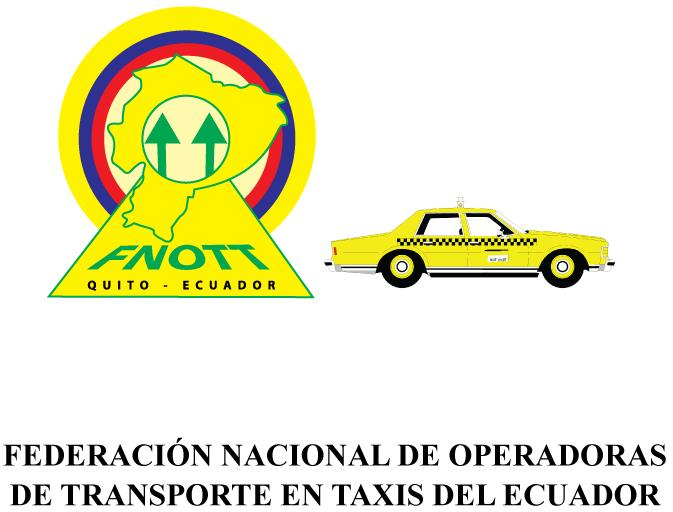 FNOTT
QUITO - ECUADOR
FEDERACIÓN NACIONAL DE OPERADORAS
DE TRANSPORTE EN TAXIS DEL ECUADOR